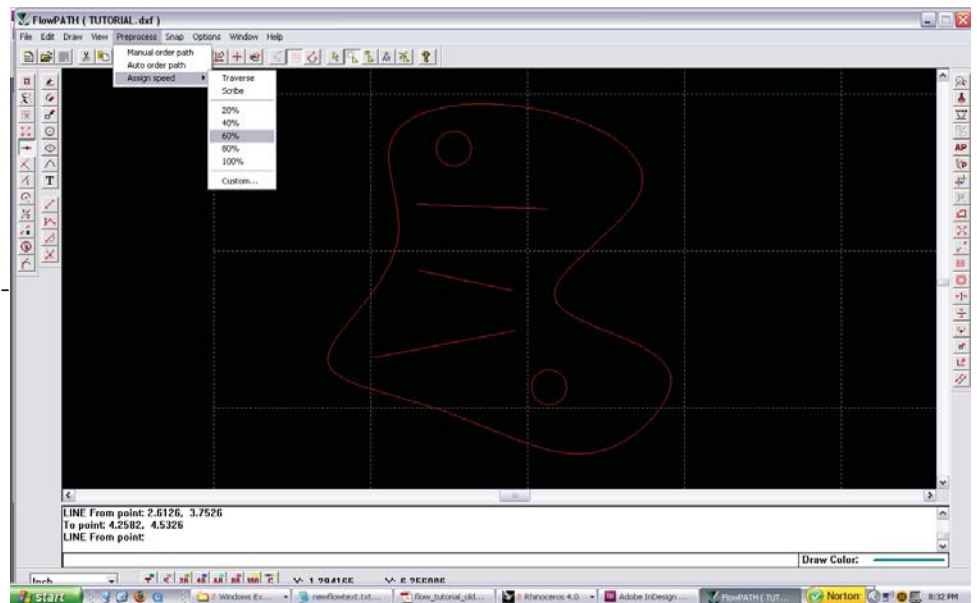 FlowPATH ( TUTORIAL.dxf )
File Edit Draw View Preprocess Snap Options Window Help
Manual order path
Auto order path
Assign speed
Traverse
Scribe
20%
40%
60%
80%
100%
Custom...
AP
T
LINE From point: 2.6126, 3.7526
To point: 4.2582, 4.5326
LINE From point:
Draw Color:
Inch
start
2 Windows Ex...
newflowtext.txt...
flow_tutorial_old...
2 Rhinoceros 4.0
Adobe InDesign ...
FlowPATH ( TUT...
Norton
8:32 PM